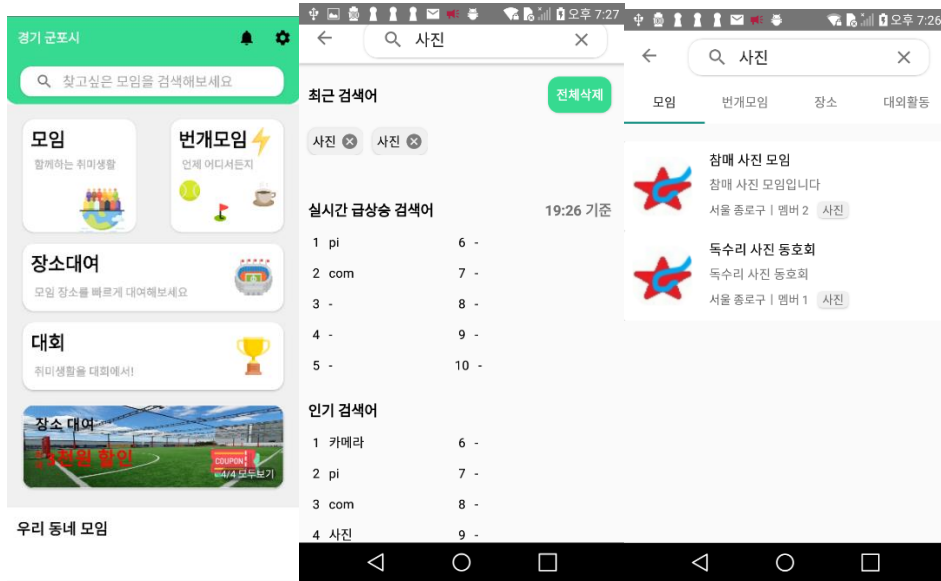 경기 군포시
찾고싶은 모임을 검색해보세요
모임
함께하는 취미생활
번개모임
언제 어디서든지
장소대여
모임 장소를 빠르게 대여해보세요
대회
취미생활을 대회에서!
장소 대여
천원 할인
COUPON
4/4 모두보기
우리 동네 모임
오후 7:27
사진
최근 검색어
전체삭제
사진 사진
실시간 급상승 검색어 19:26 기준
1 pi 6 -
2 com 7 -
3 - 8 -
4 - 9 -
5 - 10 -
인기 검색어
1 카메라 6 -
2 pi 7 -
3 com 8 -
4 사진 9 -
오후 7:26
사진
모임 번개모임 장소 대외활동
참매 사진 모임
참매 사진 모임입니다
서울 종로구 | 멤버 2 사진
독수리 사진 동호회
독수리 사진 동호회
서울 종로구 | 멤버 1 사진